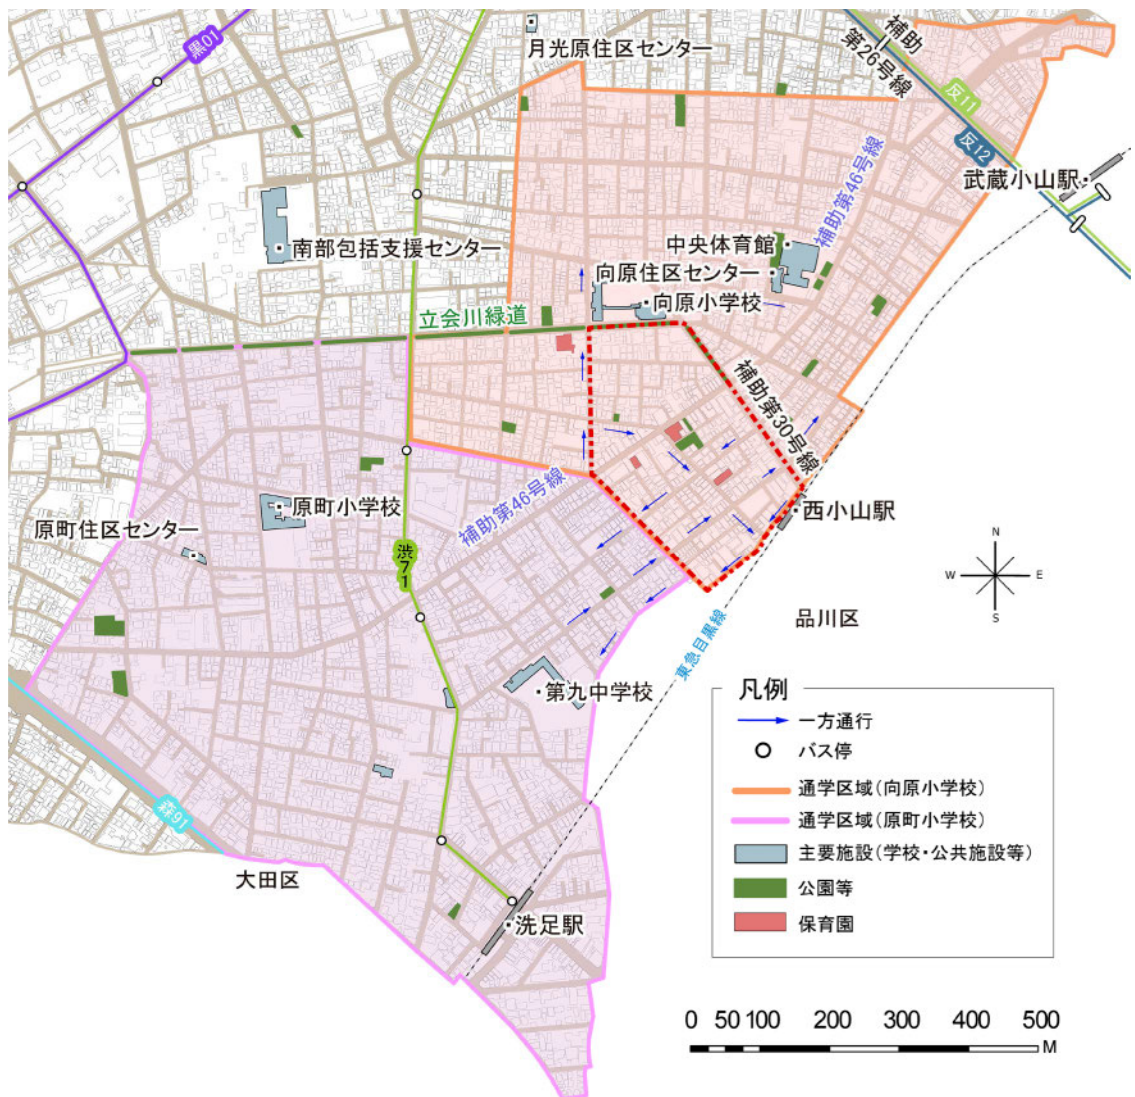 黒01
月光原住区センター
補助
第26号線
反11
反12
武蔵小山駅
補助第46号線
中央体育館
南部包括支援センター
向原住区センター
向原小学校
立会川緑道
補助第30号線
補助第46号線
原町小学校
原町住区センター
西小山駅
渋71
N
W
E
S
品川区
東急目黒線
第九中学校
凡例
一方通行
バス停
通学区域(向原小学校)
通学区域(原町小学校)
主要施設(学校・公共施設等)
公園等
保育園
森91
大田区
洗足駅
0 50 100 200 300 400 500
M